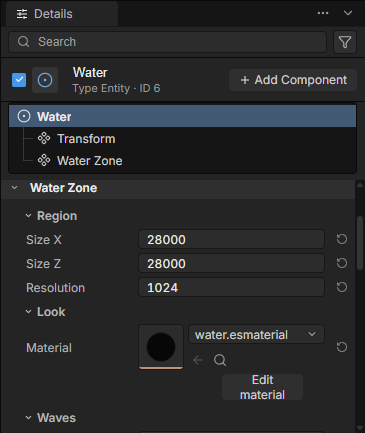 Details
Search
Water
Type Entity · ID 6
+ Add Component
Water
Transform
Water Zone
Water Zone
Region
Size X 28000
Size Z 28000
Resolution 1024
Look
Material water.esmaterial
Edit material
Waves